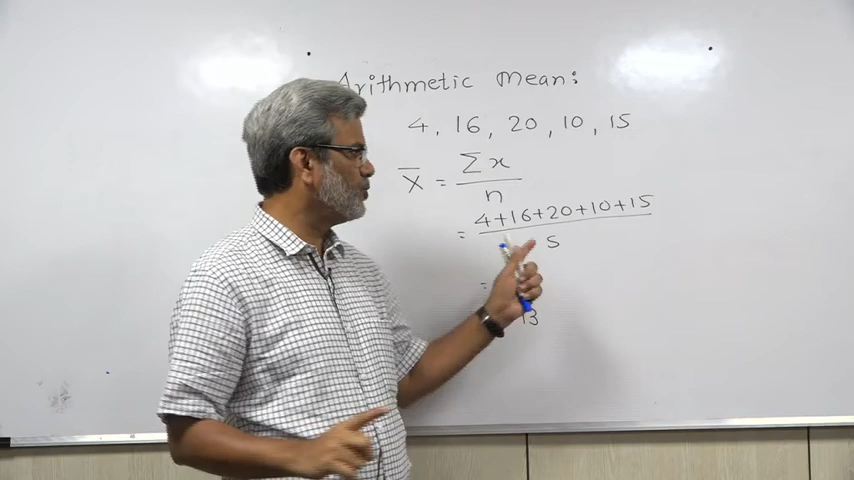 Arithmetic Mean:
4, 16, 20, 10, 15
X̄ = Σx / n
= 4+16+20+10+15 / 5
=
13